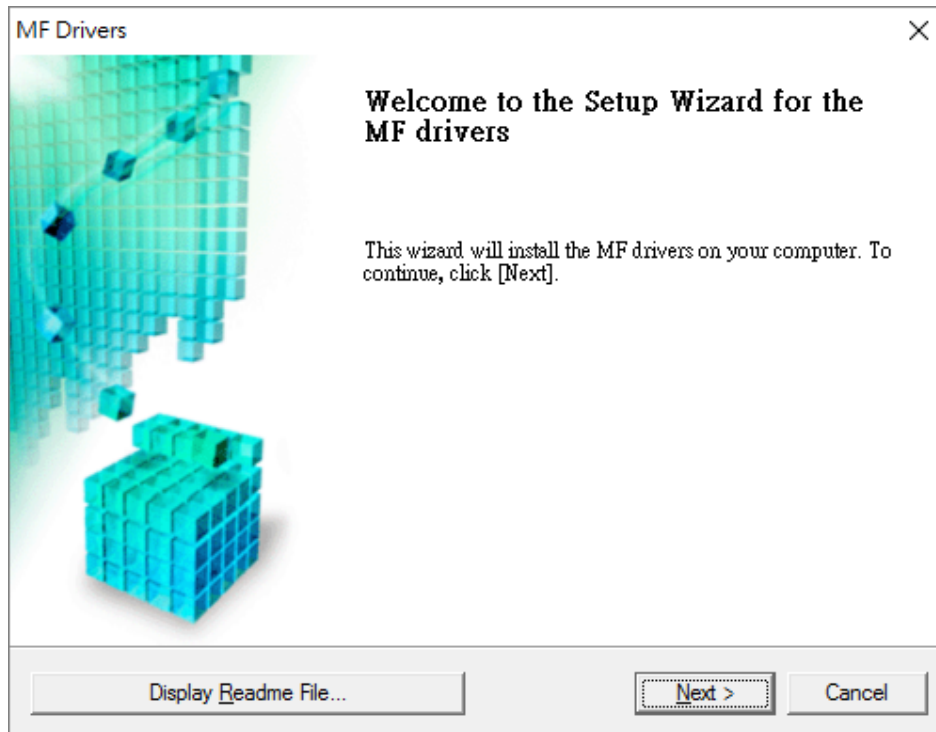 MF Drivers
Welcome to the Setup Wizard for the
MF drivers
This wizard will install the MF drivers on your computer. To
continue, click [Next].
Display Readme File...
Next >
Cancel